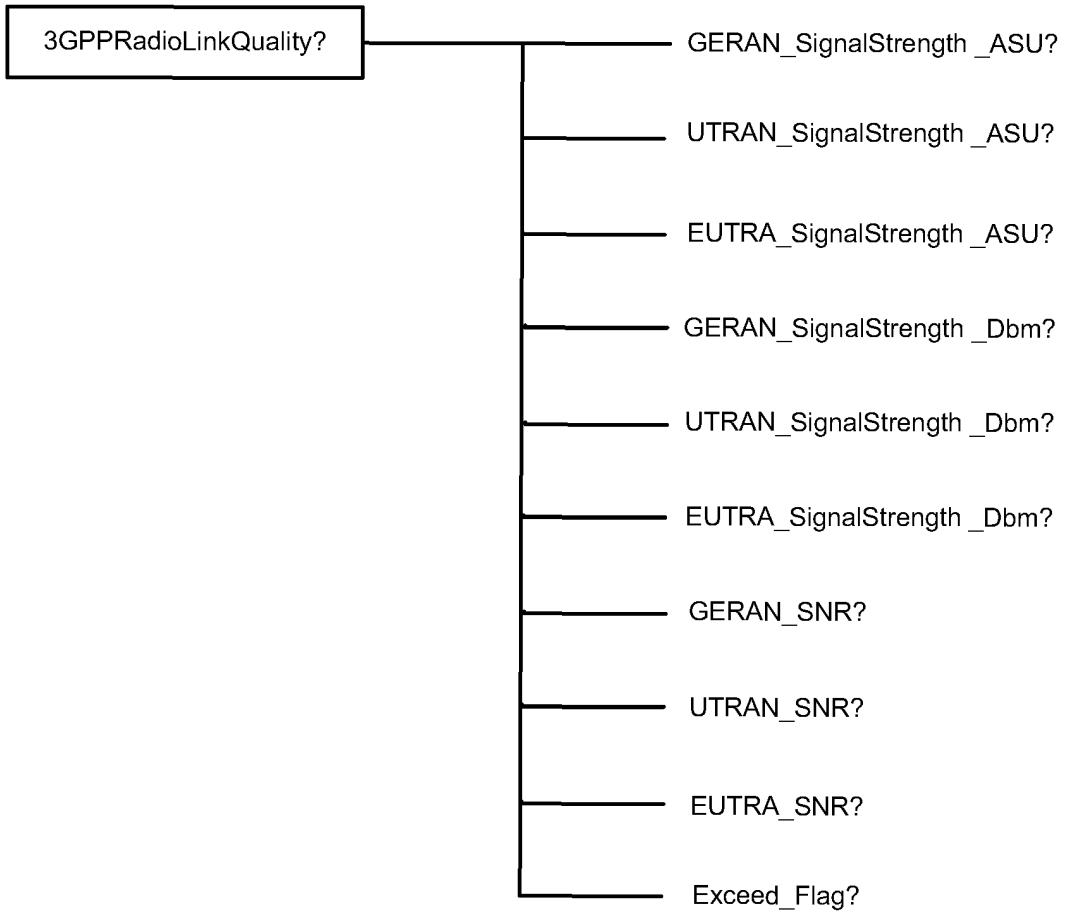 3GPPRadioLinkQuality?
GERAN_SignalStrength _ASU?
UTRAN_SignalStrength _ASU?
EUTRA_SignalStrength _ASU?
GERAN_SignalStrength _Dbm?
UTRAN_SignalStrength _Dbm?
EUTRA_SignalStrength _Dbm?
GERAN_SNR?
UTRAN_SNR?
EUTRA_SNR?
Exceed_Flag?